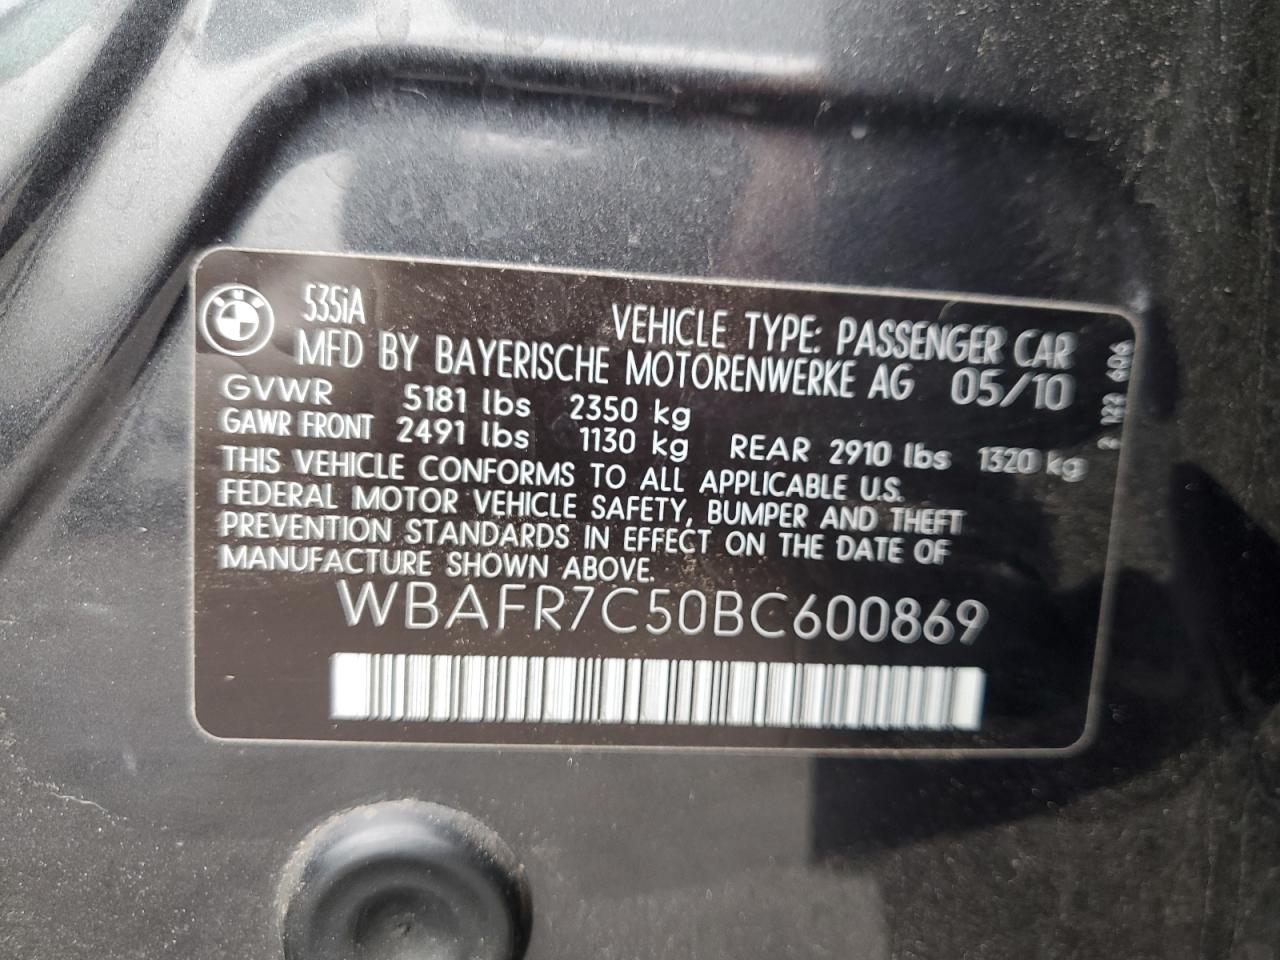 535iA
VEHICLE TYPE: PASSENGER CAR
MFD BY BAYERISCHE MOTORENWERKE AG 05/10
GVWR 5181 lbs 2350 kg
GAWR FRONT 2491 lbs 1130 kg REAR 2910 lbs 1320 kg
THIS VEHICLE CONFORMS TO ALL APPLICABLE U.S.
FEDERAL MOTOR VEHICLE SAFETY, BUMPER AND THEFT
PREVENTION STANDARDS IN EFFECT ON THE DATE OF
MANUFACTURE SHOWN ABOVE.
WBAFR7C50BC600869